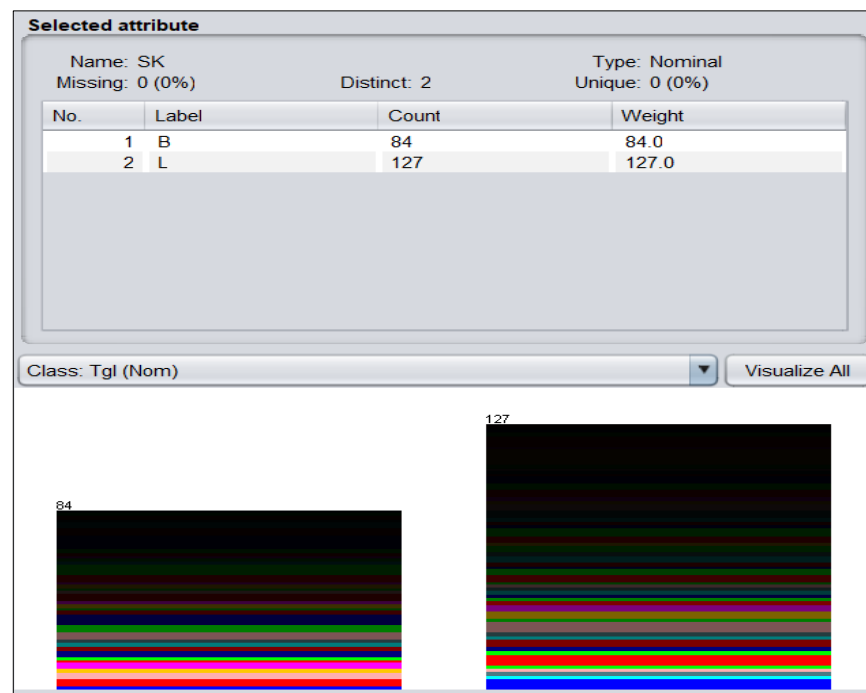 Selected attribute
Name: SK Type: Nominal
Missing: 0 (0%) Distinct: 2 Unique: 0 (0%)
No. Label Count Weight
1 B 84 84.0
2 L 127 127.0
Class: Tgl (Nom) Visualize All
127
84